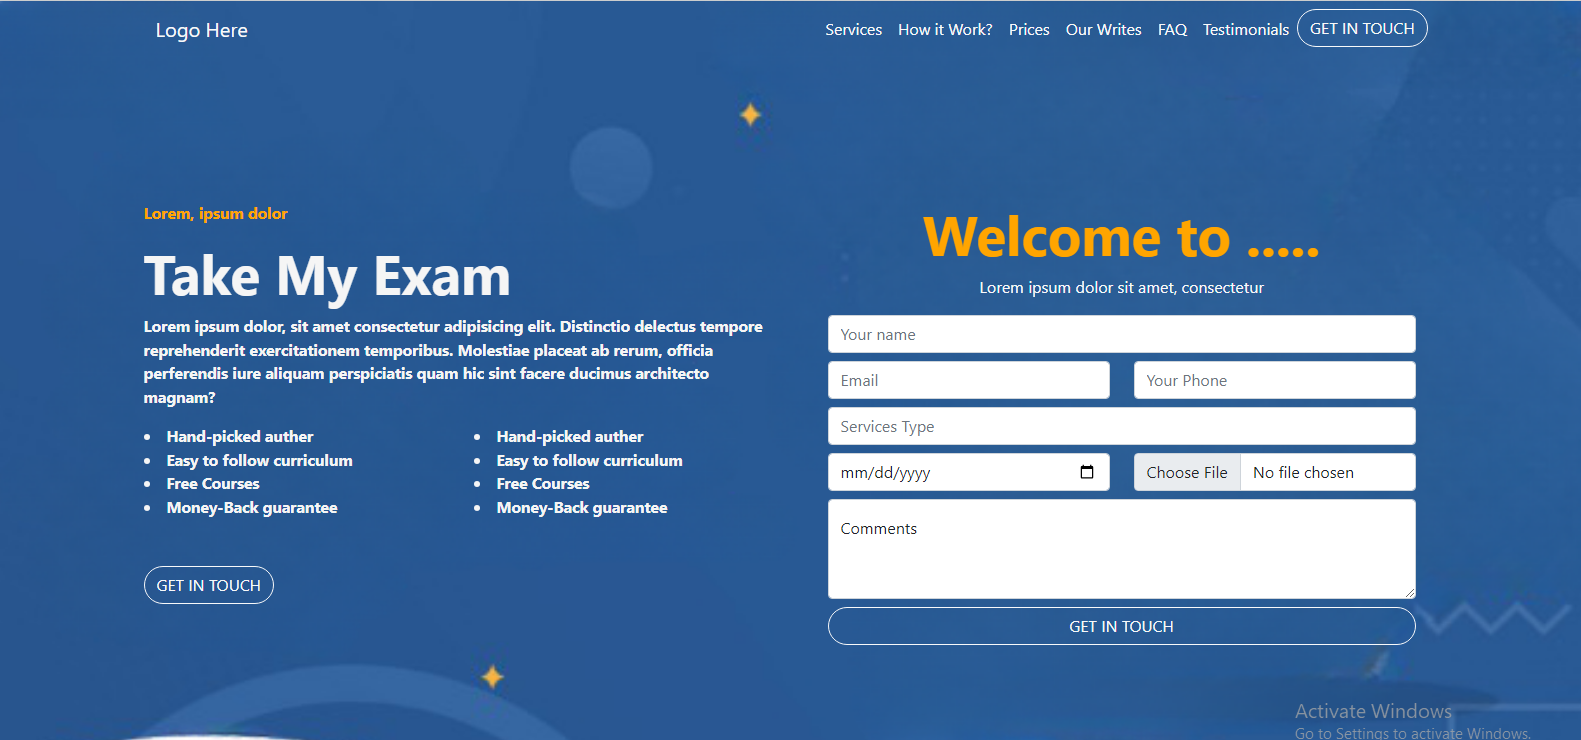 Logo Here
Services How it Work? Prices Our Writes FAQ Testimonials GET IN TOUCH
Lorem, ipsum dolor
Take My Exam
Lorem ipsum dolor, sit amet consectetur adipisicing elit. Distinctio delectus tempore
reprehenderit exercitationem temporibus. Molestiae placeat ab rerum, officia
perferendis iure aliquam perspiciatis quam hic sint facere ducimus architecto
magnam?
Hand-picked auther
Easy to follow curriculum
Free Courses
Money-Back guarantee
Hand-picked auther
Easy to follow curriculum
Free Courses
Money-Back guarantee
GET IN TOUCH
Welcome to .....
Lorem ipsum dolor sit amet, consectetur
Your name
Email
Your Phone
Services Type
mm/dd/yyyy
Choose File No file chosen
Comments
GET IN TOUCH
Activate Windows
Go to Settings to activate Windows.